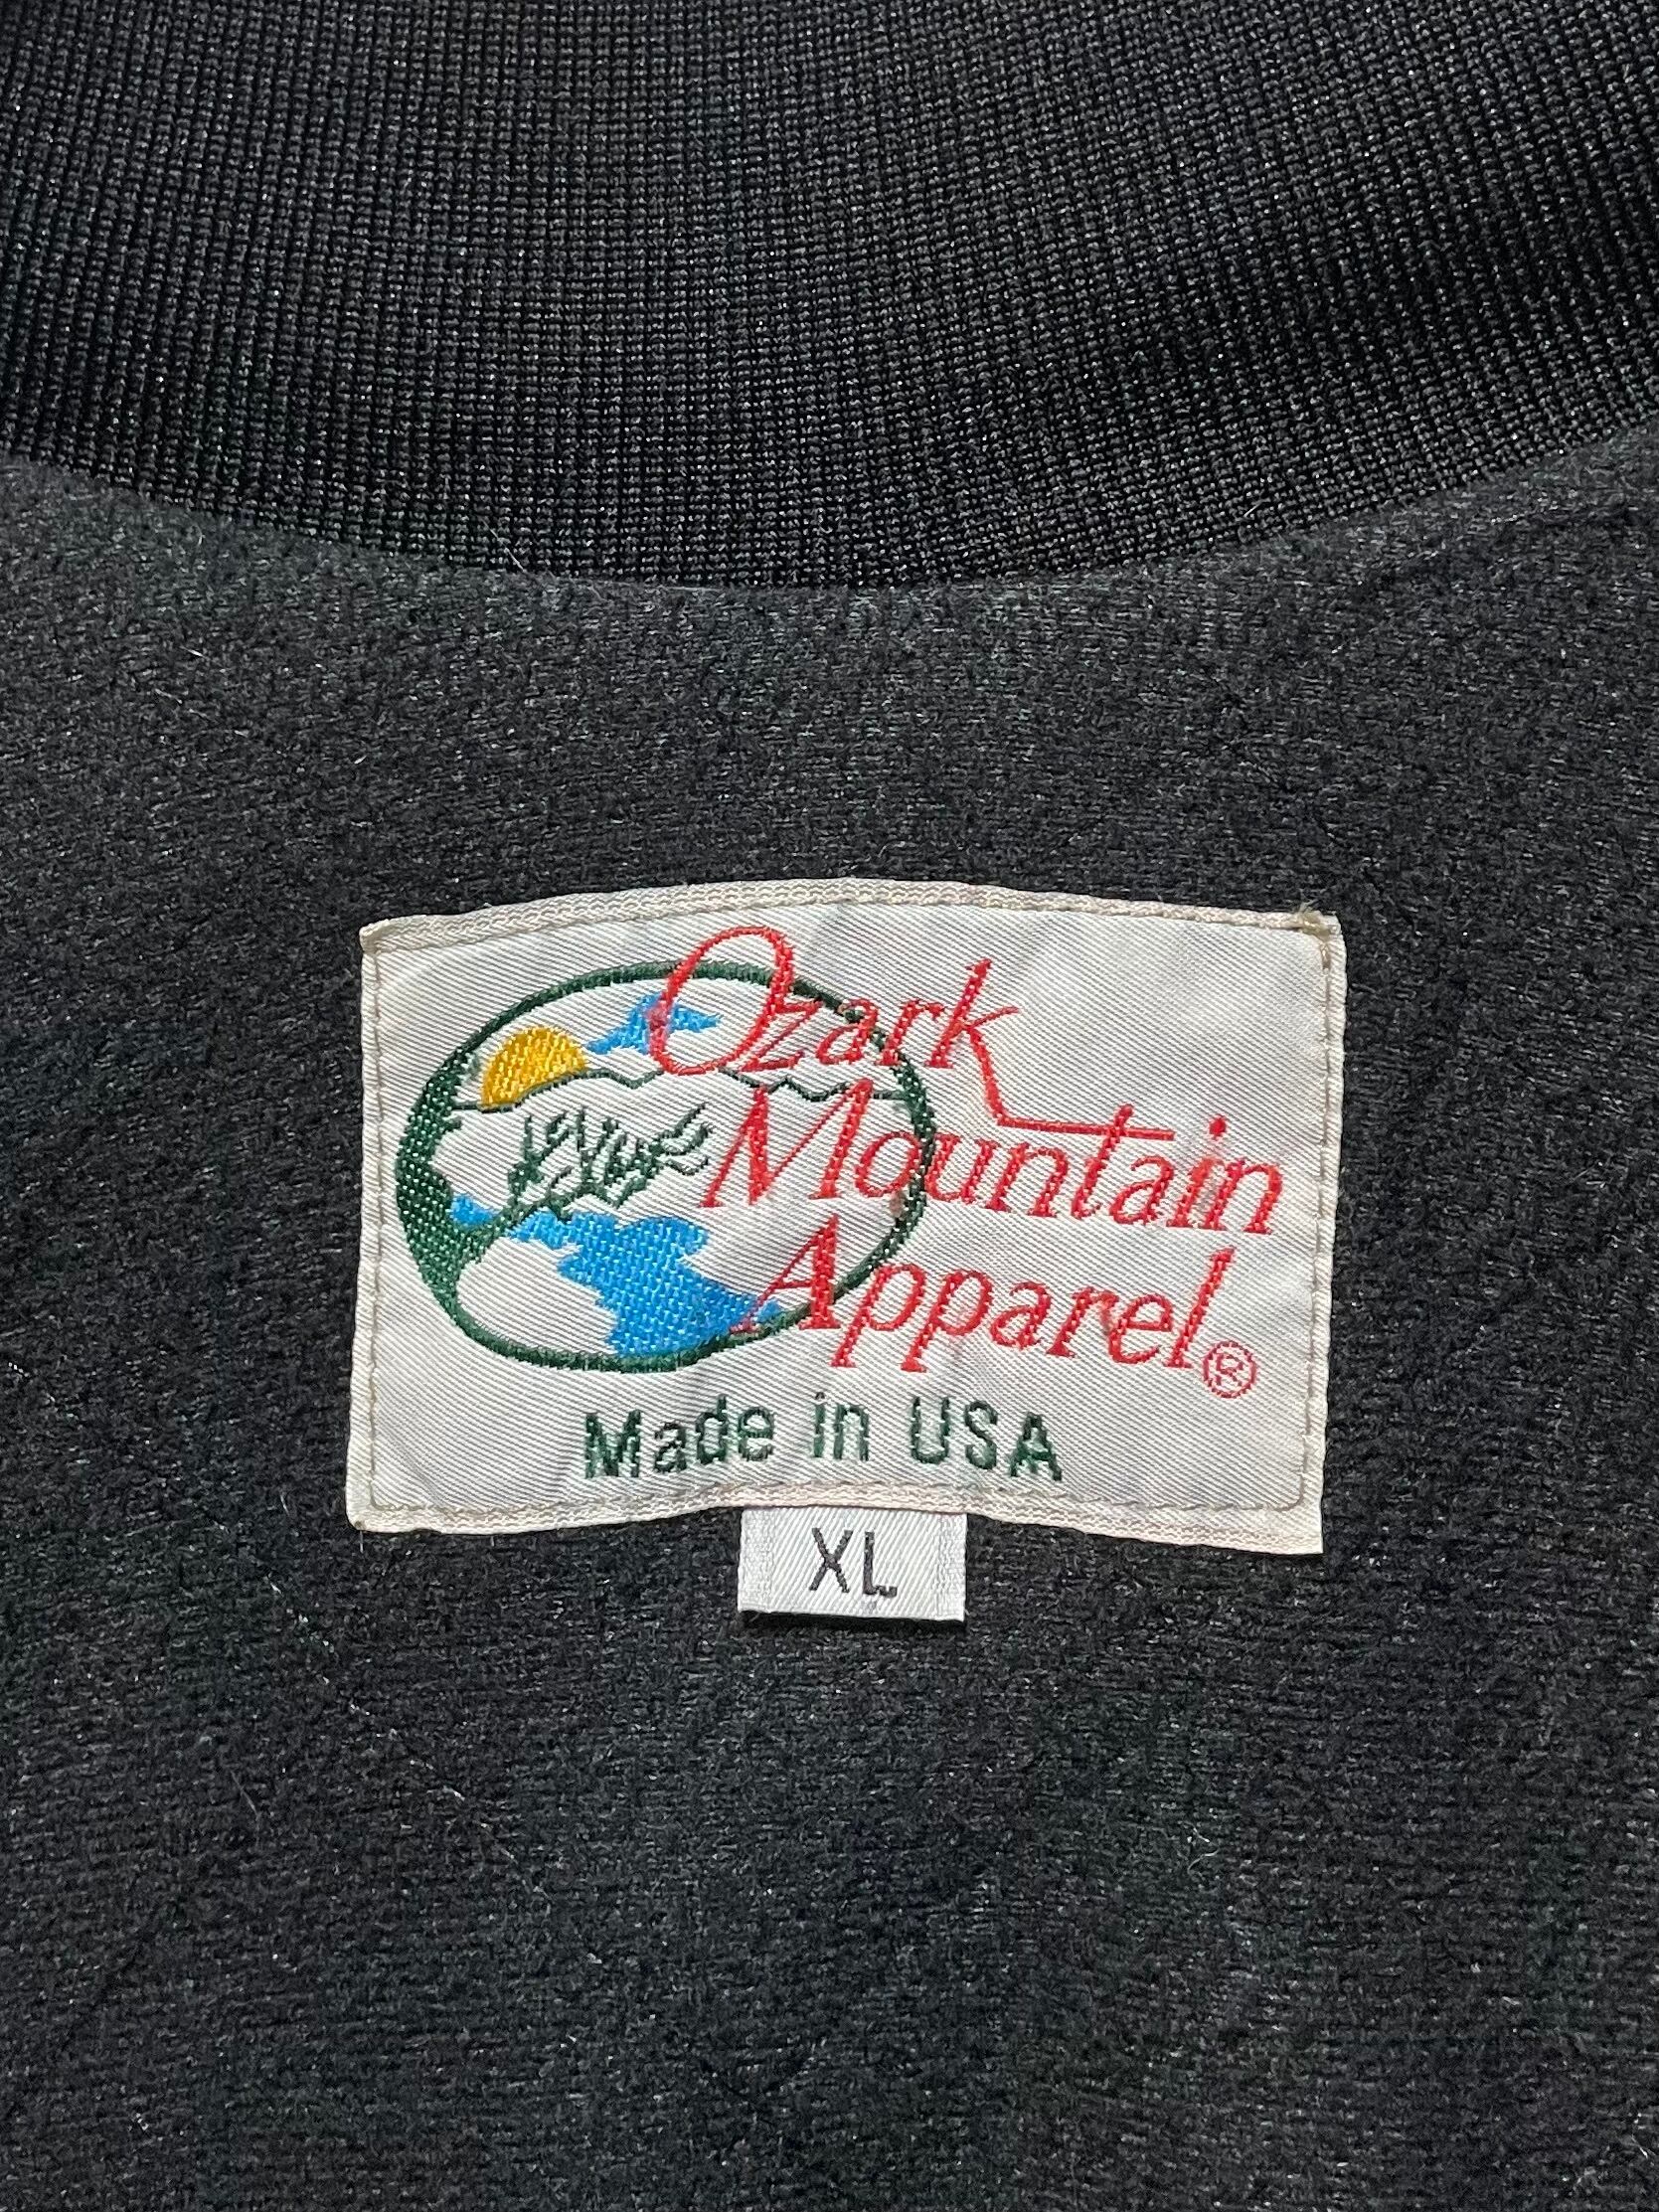 Ozark
Mountain
Apparel®
Made in USA
XL